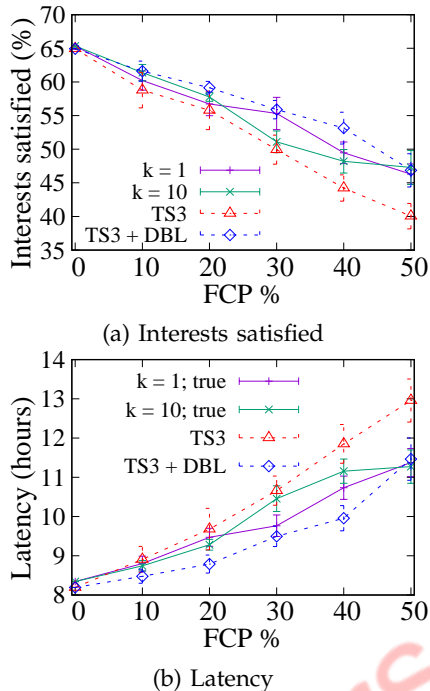 70
65
60
55
50
45
40
35
Interests satisfied (%)
k = 1
k = 10
TS3
TS3 + DBL
0 10 20 30 40 50
FCP %
(a) Interests satisfied
14
13
12
11
10
9
8
Latency (hours)
k = 1; true
k = 10; true
TS3
TS3 + DBL
0 10 20 30 40 50
FCP %
(b) Latency